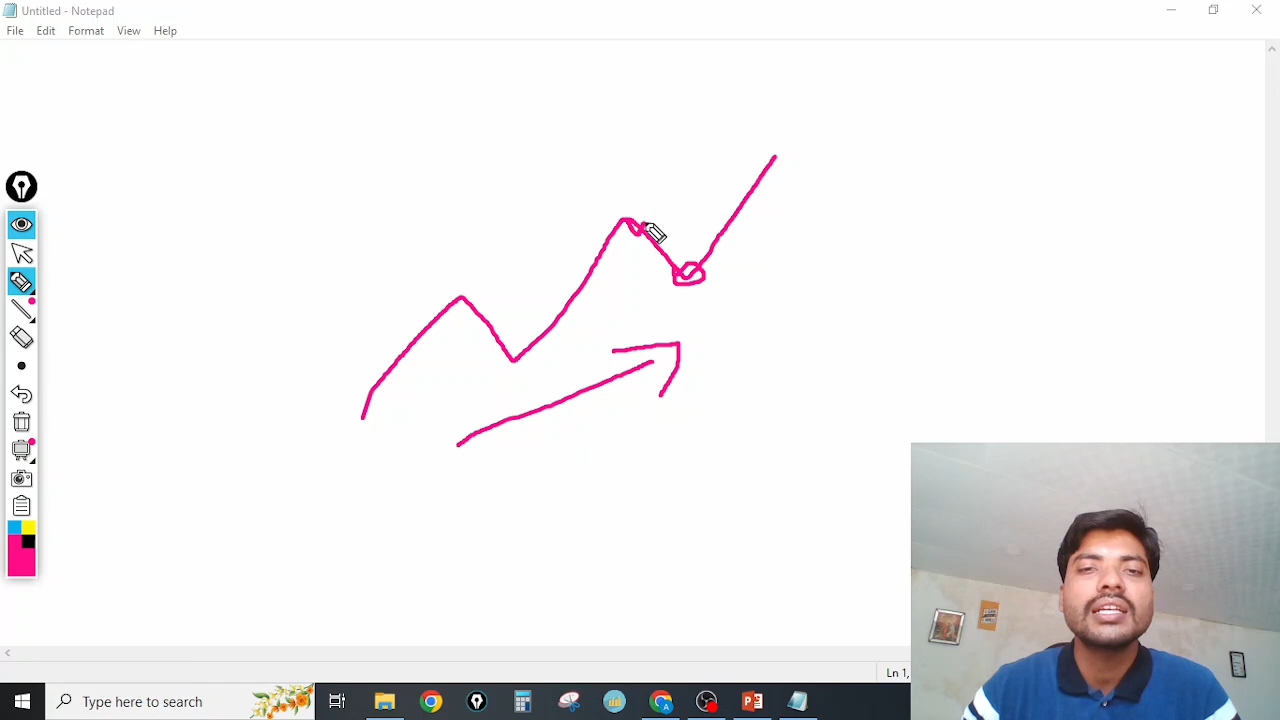 Untitled - Notepad
File Edit Format View Help
Ln 1,
Type here to search